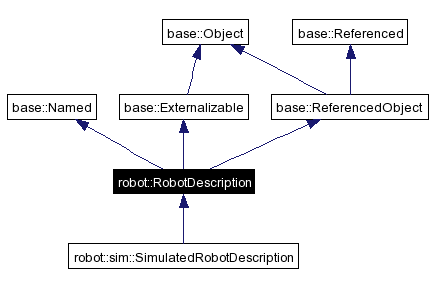 base::Object
base::Referenced
base::Named
base::Externalizable
base::ReferencedObject
robot::RobotDescription
robot::sim::SimulatedRobotDescription